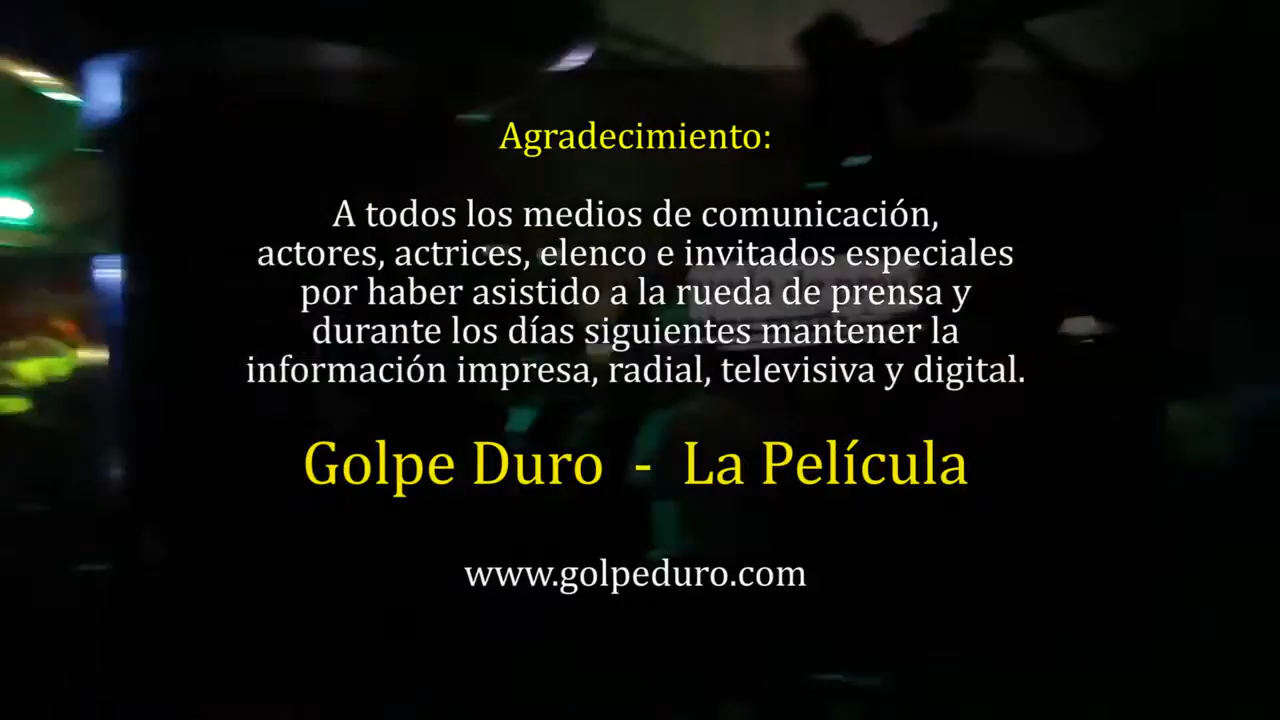 Agradecimiento:
A todos los medios de comunicación,
actores, actrices, elenco e invitados especiales
por haber asistido a la rueda de prensa y
durante los días siguientes mantener la
información impresa, radial, televisiva y digital.
Golpe Duro - La Película
www.golpeduro.com